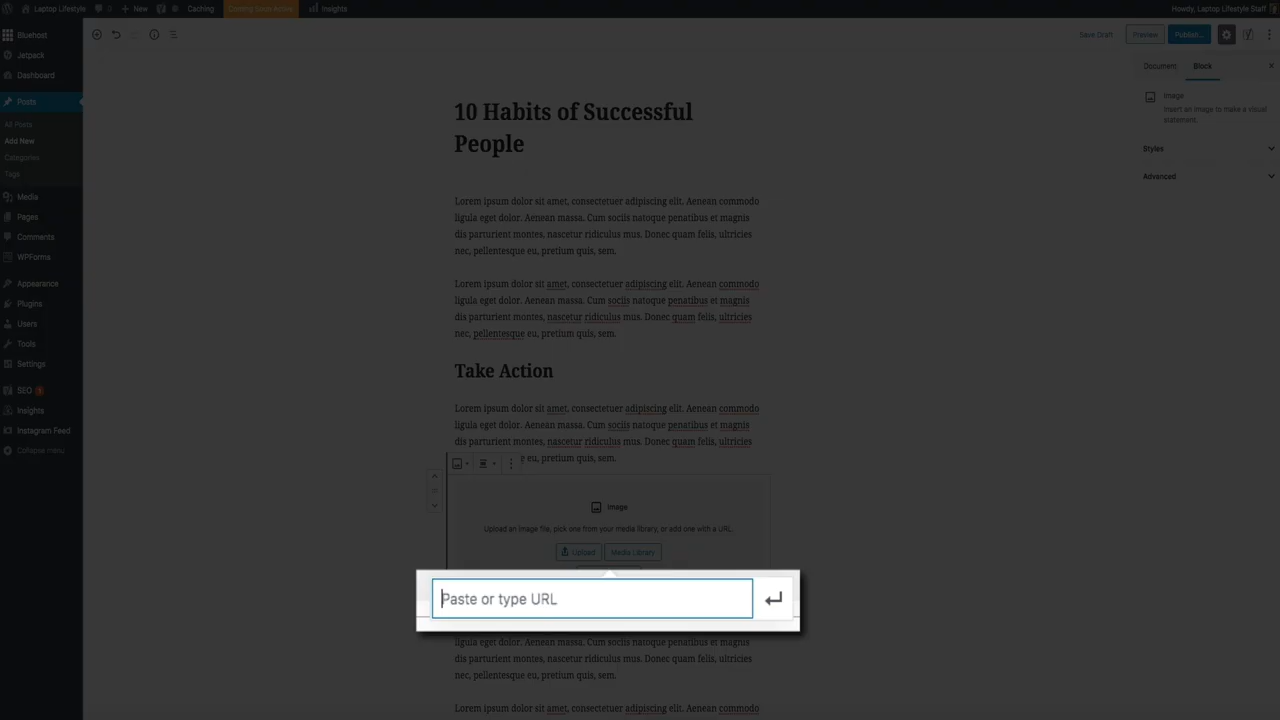 Laptop Lifestyle
0
New
Caching
Coming Soon Active
Insights
Howdy, Laptop Lifestyle Staff
Bluehost
Jetpack
Dashboard
Posts
All Posts
Add New
Categories
Tags
Media
Pages
Comments
WPForms
Appearance
Plugins
Users
Tools
Settings
SEO
Insights
Instagram Feed
Collapse menu
Save Draft
Preview
Publish...
Document
Block
Image
Insert an image to make a visual
statement.
Styles
Advanced
10 Habits of Successful
People
Lorem ipsum dolor sit amet, consectetuer adipiscing elit. Aenean commodo
ligula eget dolor. Aenean massa. Cum sociis natoque penatibus et magnis
dis parturient montes, nascetur ridiculus mus. Donec quam felis, ultricies
nec, pellentesque eu, pretium quis, sem.
Lorem ipsum dolor sit amet, consectetuer adipiscing elit. Aenean commodo
ligula eget dolor. Aenean massa. Cum sociis natoque penatibus et magnis
dis parturient montes, nascetur ridiculus mus. Donec quam felis, ultricies
nec, pellentesque eu, pretium quis, sem.
Take Action
Lorem ipsum dolor sit amet, consectetuer adipiscing elit. Aenean commodo
ligula eget dolor. Aenean massa. Cum sociis natoque penatibus et magnis
dis parturient montes, nascetur ridiculus mus. Donec quam felis, ultricies
e eu, pretium quis, sem.
Image
Upload an image file, pick one from your media library, or add one with a URL.
Upload
Media Library
Paste or type URL
ligula eget dolor. Aenean massa. Cum sociis natoque penatibus et magnis
dis parturient montes, nascetur ridiculus mus. Donec quam felis, ultricies
nec, pellentesque eu, pretium quis, sem.
Lorem ipsum dolor sit amet, consectetuer adipiscing elit. Aenean commodo